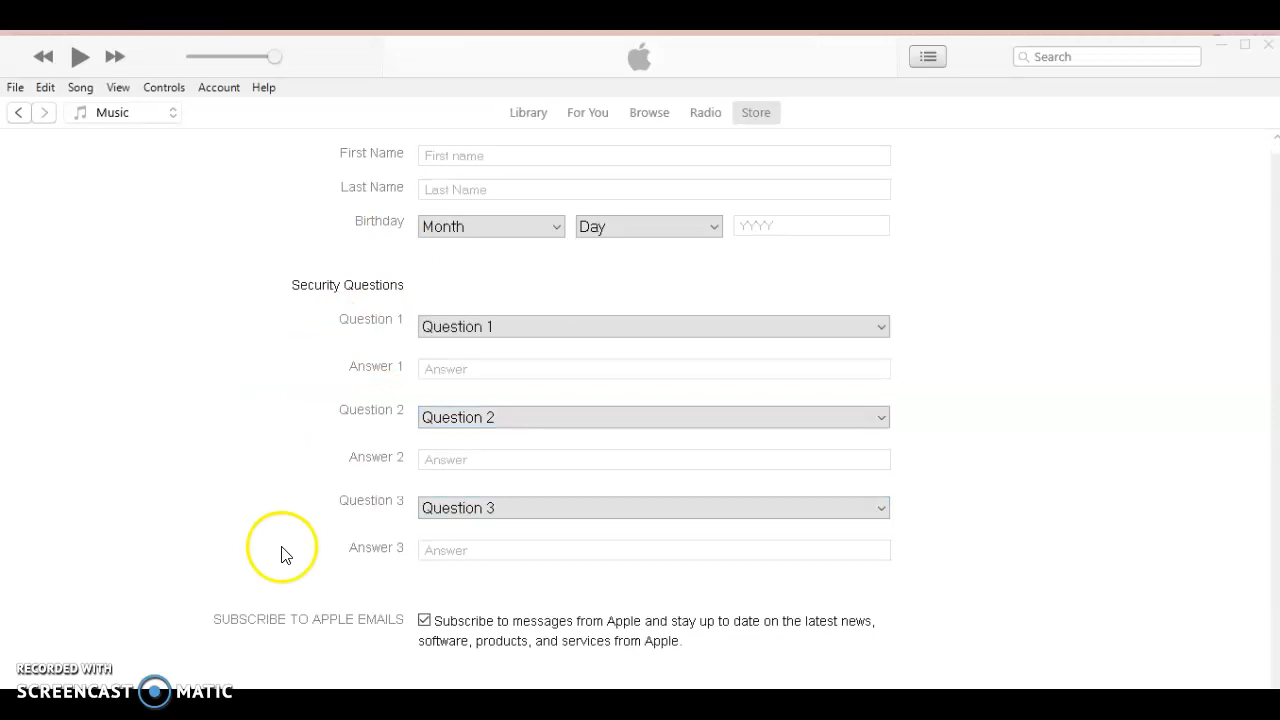 Search
File Edit Song View Controls Account Help
Music Library For You Browse Radio Store
First Name First name
Last Name Last Name
Birthday Month Day YYYY
Security Questions
Question 1 Question 1
Answer 1 Answer
Question 2 Question 2
Answer 2 Answer
Question 3 Question 3
Answer 3 Answer
SUBSCRIBE TO APPLE EMAILS Subscribe to messages from Apple and stay up to date on the latest news,
software, products, and services from Apple.
RECORDED WITH
SCREENCAST MATIC